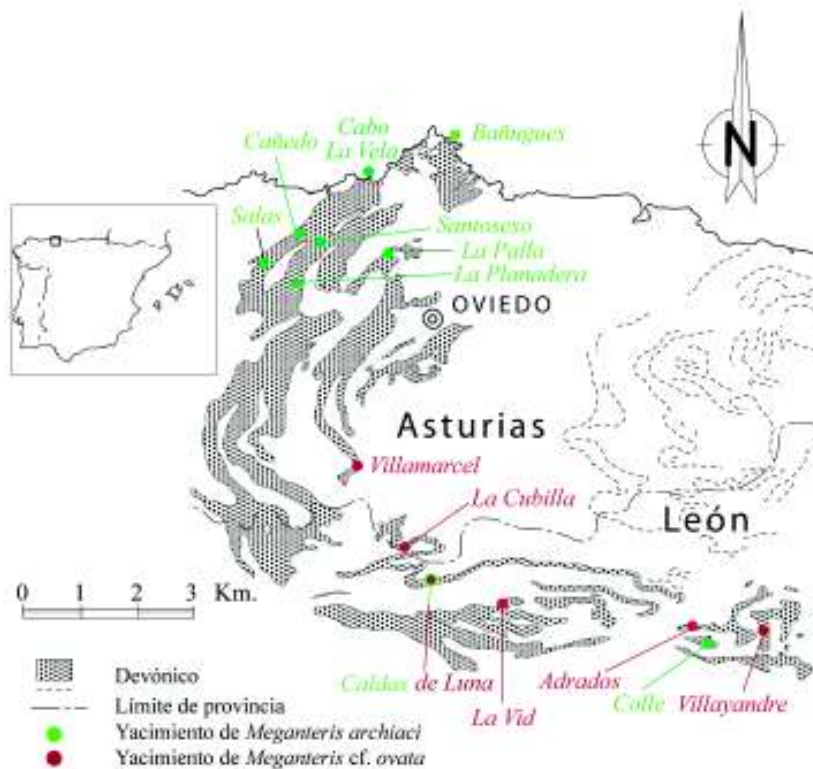 N
Cabo
La Vela
Bañugues
Cañedo
Salas
Santoseso
La Palla
La Planadera
OVIEDO
Asturias
Villamarcel
La Cubilla
León
0 1 2 3 Km.
Caldas de Luna
La Vid
Adrados
Colle
Villayandre
Devónico
Límite de provincia
Yacimiento de Meganteris archiaci
Yacimiento de Meganteris cf. ovata